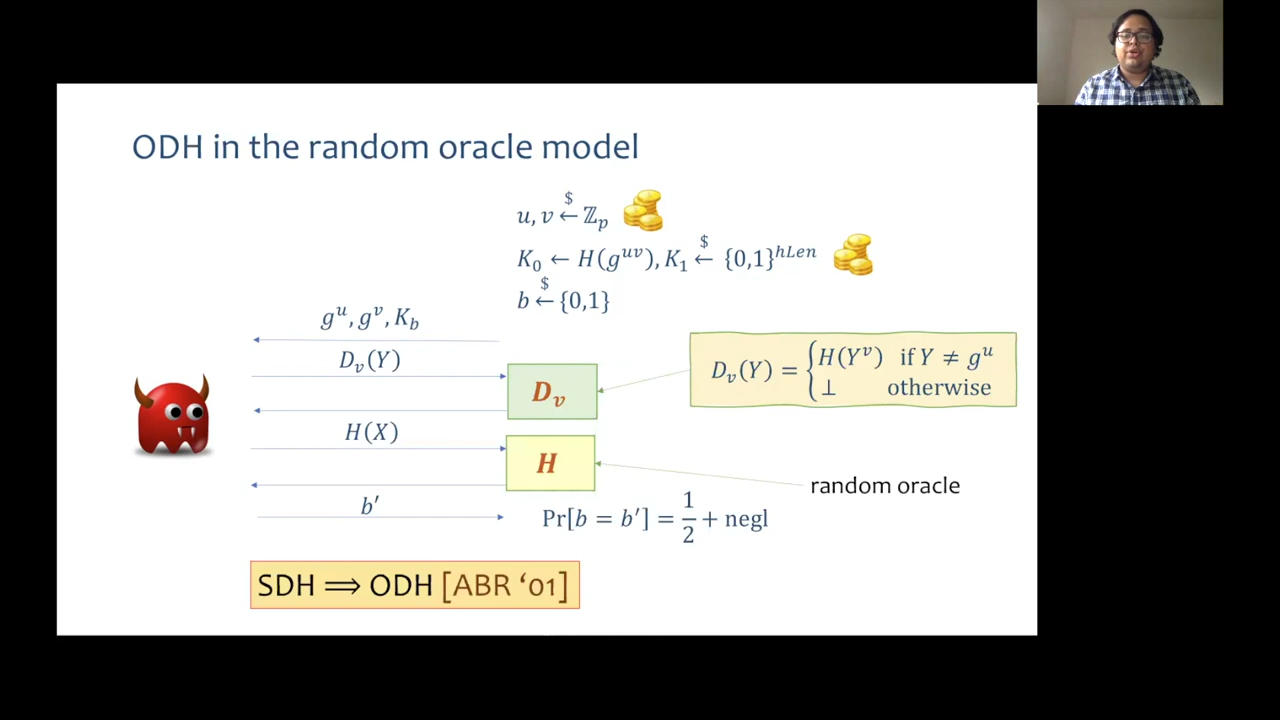 ODH in the random oracle model
$
u, v ← ℤ_p
$
K_0 ← H(g^{uv}), K_1 ← {0,1}^{hLen}
$
b ← {0,1}
g^u, g^v, K_b
D_v(Y)
D_v
D_v(Y) = { H(Y^v) if Y ≠ g^u
⊥ otherwise
H(X)
H
random oracle
b′
Pr[b = b′] = 1/2 + negl
SDH ⟹ ODH [ABR ‘01]